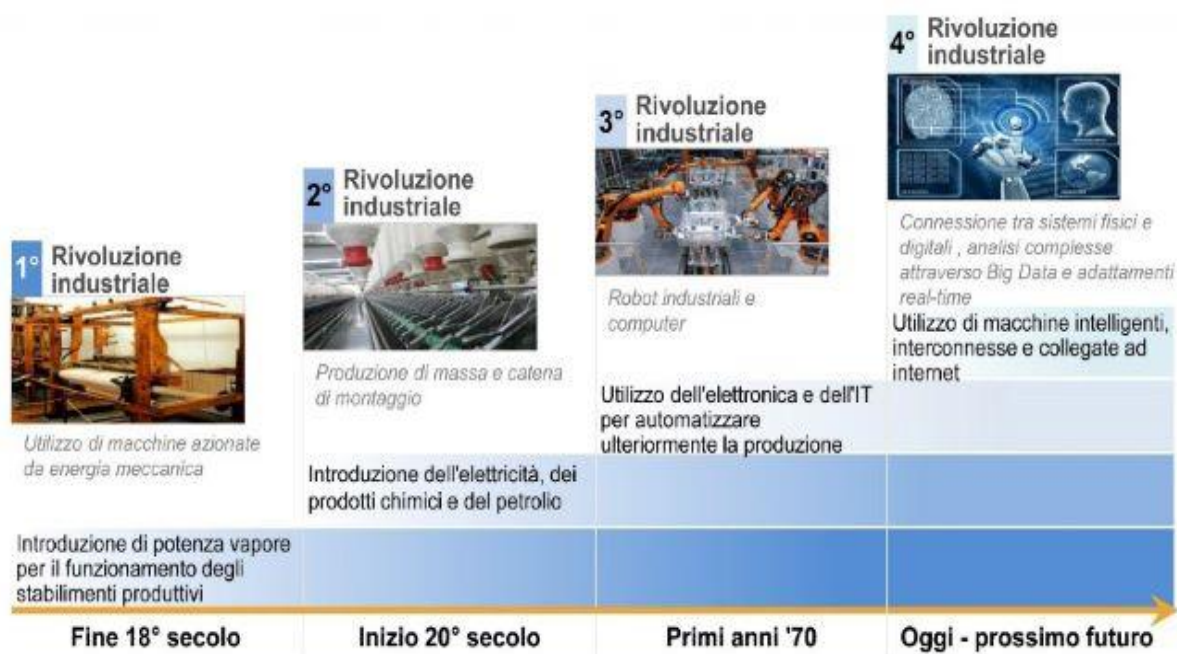 1°
Rivoluzione
industriale
Utilizzo di macchine azionate
da energia meccanica
Introduzione di potenza vapore
per il funzionamento degli
stabilimenti produttivi
Fine 18° secolo
2°
Rivoluzione
industriale
Produzione di massa e catena
di montaggio
Introduzione dell'elettricità, dei
prodotti chimici e del petrolio
Inizio 20° secolo
3°
Rivoluzione
industriale
Robot industriali e
computer
Utilizzo dell'elettronica e dell'IT
per automatizzare
ulteriormente la produzione
Primi anni '70
4°
Rivoluzione
industriale
Connessione tra sistemi fisici e
digitali , analisi complesse
attraverso Big Data e adattamenti
real-time
Utilizzo di macchine intelligenti,
interconnesse e collegate ad
internet
Oggi - prossimo futuro